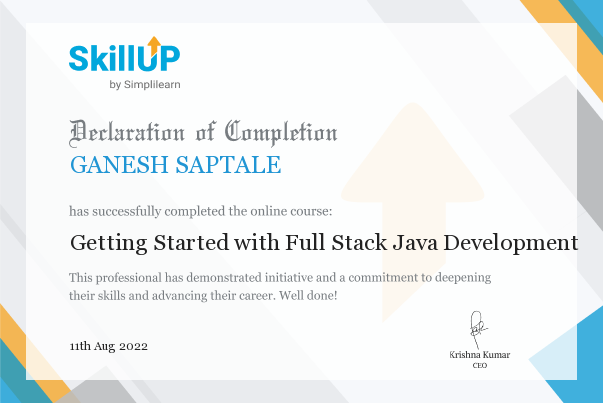 SkillUP
by Simplilearn
Declaration of Completion
GANESH SAPTALE
has successfully completed the online course:
Getting Started with Full Stack Java Development
This professional has demonstrated initiative and a commitment to deepening
their skills and advancing their career. Well done!
11th Aug 2022
Krishna Kumar
CEO